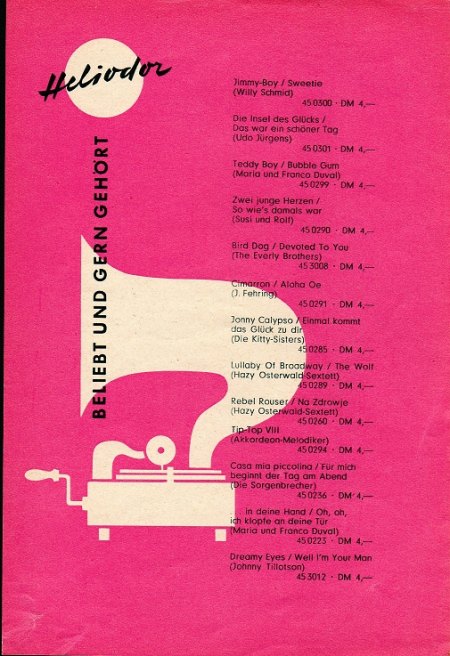 Heliodor
BELIEBT UND GERN GEHÖRT
Jimmy-Boy / Sweetie
(Willy Schmid)
45 0300 · DM 4,—
Die Insel des Glücks /
Das war ein schöner Tag
(Udo Jürgens)
45 0301 · DM 4,—
Teddy Boy / Bubble Gum
(Maria und Franco Duval)
45 0299 · DM 4,—
Zwei junge Herzen /
So wie's damals war
(Susi und Rolf)
45 0290 · DM 4,—
Bird Dog / Devoted To You
(The Everly Brothers)
45 3008 · DM 4,—
Cimarron / Aloha Oe
(J. Fehring)
45 0291 · DM 4,—
Jonny Calypso / Einmal kommt
das Glück zu dir
(Die Kitty-Sisters)
45 0285 · DM 4,—
Lullaby Of Broadway / The Wolf
(Hazy Osterwald-Sextett)
45 0289 · DM 4,—
Rebel Rouser / Na Zdrowje
(Hazy Osterwald-Sextett)
45 0260 · DM 4,—
Tip-Top VIII
(Akkordeon-Melodiker)
45 0294 · DM 4,—
Casa mia piccolina / Für mich
beginnt der Tag am Abend
(Die Sorgenbrecher)
45 0236 · DM 4,—
... in deine Hand / Oh, oh,
ich klopfe an deine Tür
(Maria und Franco Duval)
45 0223 · DM 4,—
Dreamy Eyes / Well I'm Your Man
(Johnny Tillotson)
45 3012 · DM 4,—